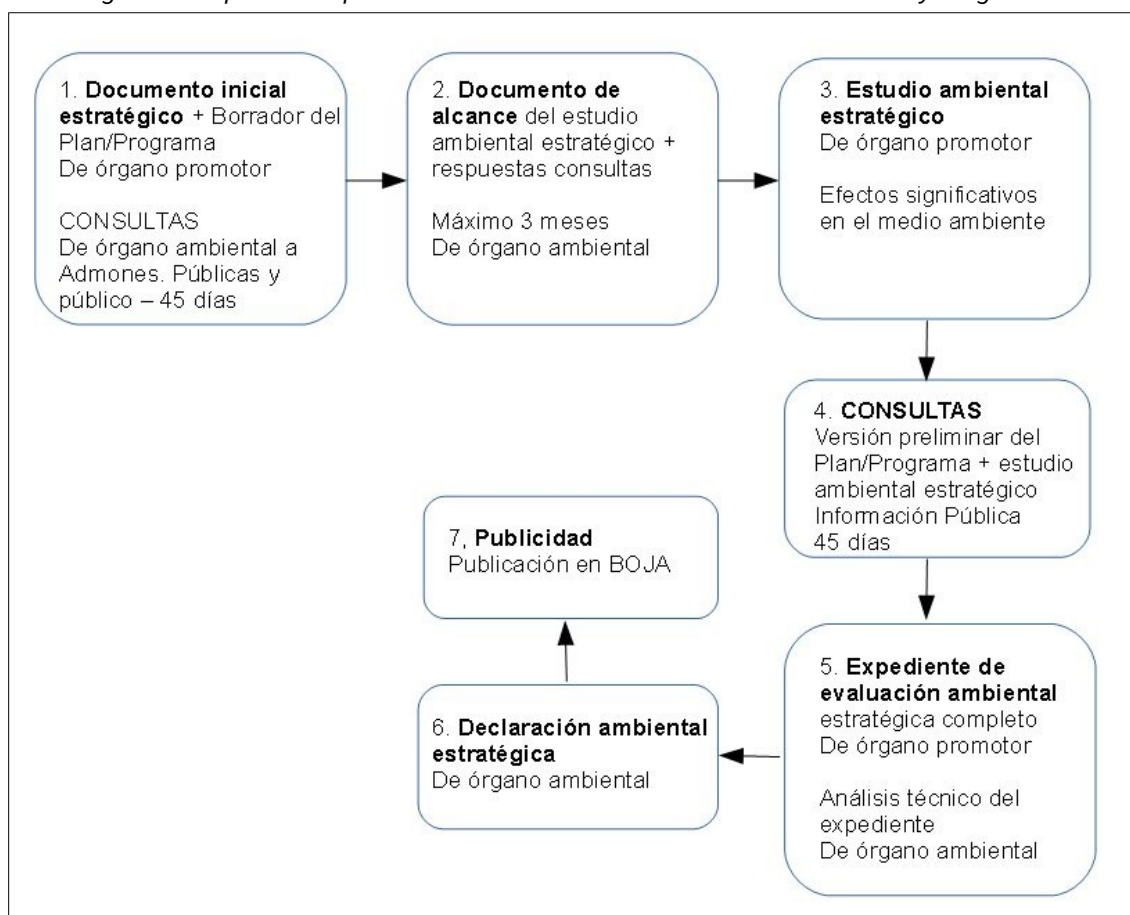 1. Documento inicial
estratégico + Borrador del
Plan/Programa
De órgano promotor
CONSULTAS
De órgano ambiental a
Admones. Públicas y
público – 45 días
2. Documento de
alcance del estudio
ambiental estratégico +
respuestas consultas
Máximo 3 meses
De órgano ambiental
3. Estudio ambiental
estratégico
De órgano promotor
Efectos significativos
en el medio ambiente
4. CONSULTAS
Versión preliminar del
Plan/Programa + estudio
ambiental estratégico
Información Pública
45 días
5. Expediente de
evaluación ambiental
estratégica completo
De órgano promotor
Análisis técnico del
expediente
De órgano ambiental
6. Declaración ambiental
estratégica
De órgano ambiental
7, Publicidad
Publicación en BOJA